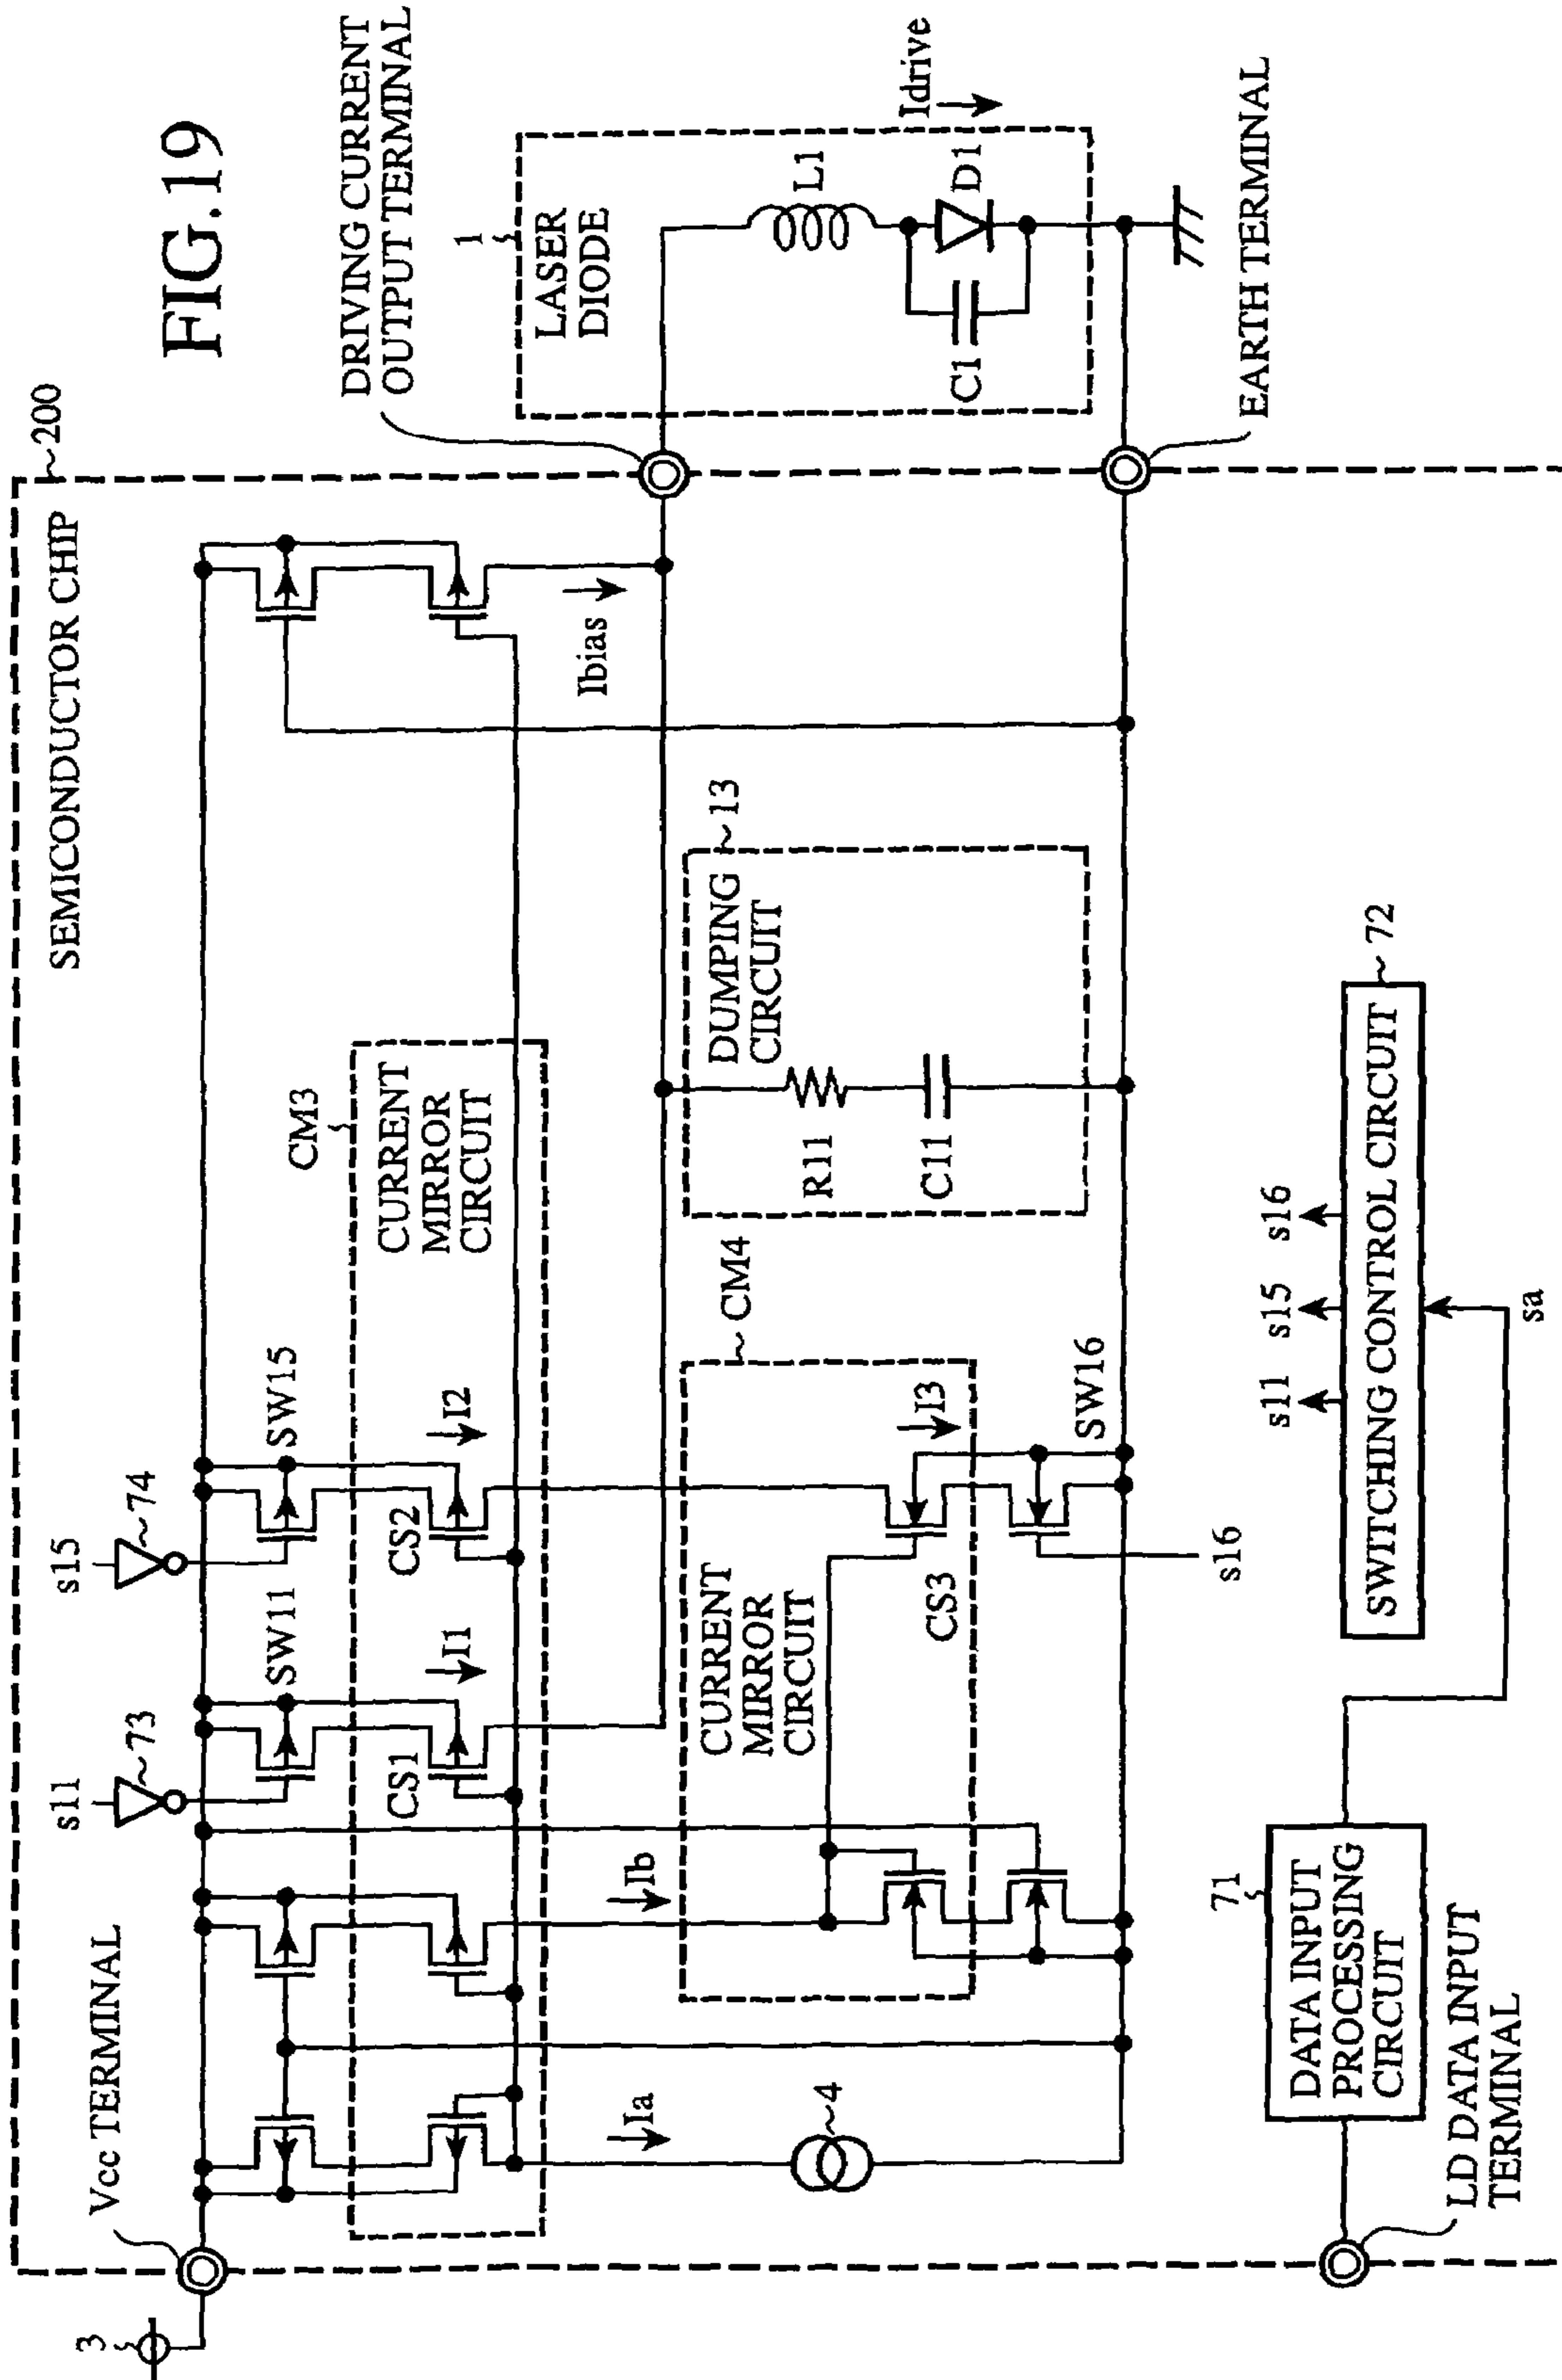 FIG.19
SEMICONDUCTOR CHIP
200
3
Vcc TERMINAL
s11
73
SW11
s15
74
SW15
CM3
CURRENT
MIRROR
CIRCUIT
CS1
I1
CS2
I2
Ia
4
Ib
Ibias
DRIVING CURRENT
OUTPUT TERMINAL
1
LASER
DIODE
L1
C1
D1
Idrive
CURRENT
MIRROR
CIRCUIT
CM4
CS3
I3
SW16
s16
DUMPING
CIRCUIT
13
R11
C11
EARTH TERMINAL
71
DATA INPUT
PROCESSING
CIRCUIT
LD DATA INPUT
TERMINAL
sa
s11
s15
s16
SWITCHING CONTROL CIRCUIT
72